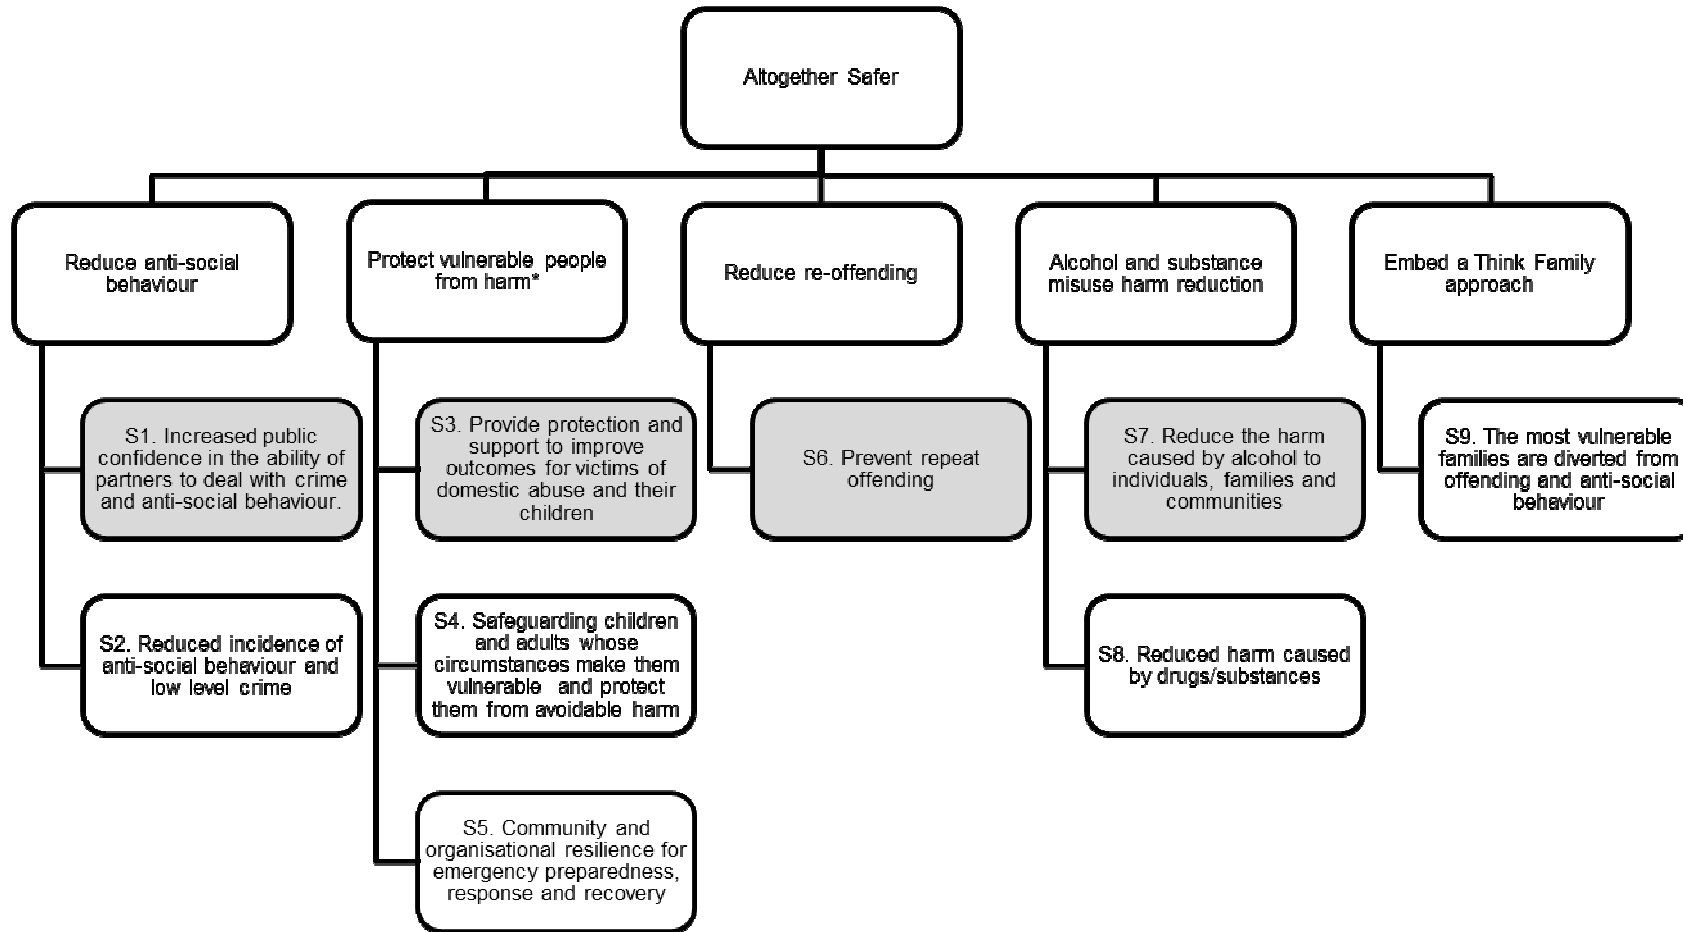 Altogether Safer
Reduce anti-social
behaviour
Protect vulnerable people
from harm*
Reduce re-offending
Alcohol and substance
misuse harm reduction
Embed a Think Family
approach
S1. Increased public
confidence in the ability of
partners to deal with crime
and anti-social behaviour.
S3. Provide protection and
support to improve
outcomes for victims of
domestic abuse and their
children
S6. Prevent repeat
offending
S7. Reduce the harm
caused by alcohol to
individuals, families and
communities
S9. The most vulnerable
families are diverted from
offending and anti-social
behaviour
S2. Reduced incidence of
anti-social behaviour and
low level crime
S4. Safeguarding children
and adults whose
circumstances make them
vulnerable and protect
them from avoidable harm
S8. Reduced harm caused
by drugs/substances
S5. Community and
organisational resilience for
emergency preparedness,
response and recovery